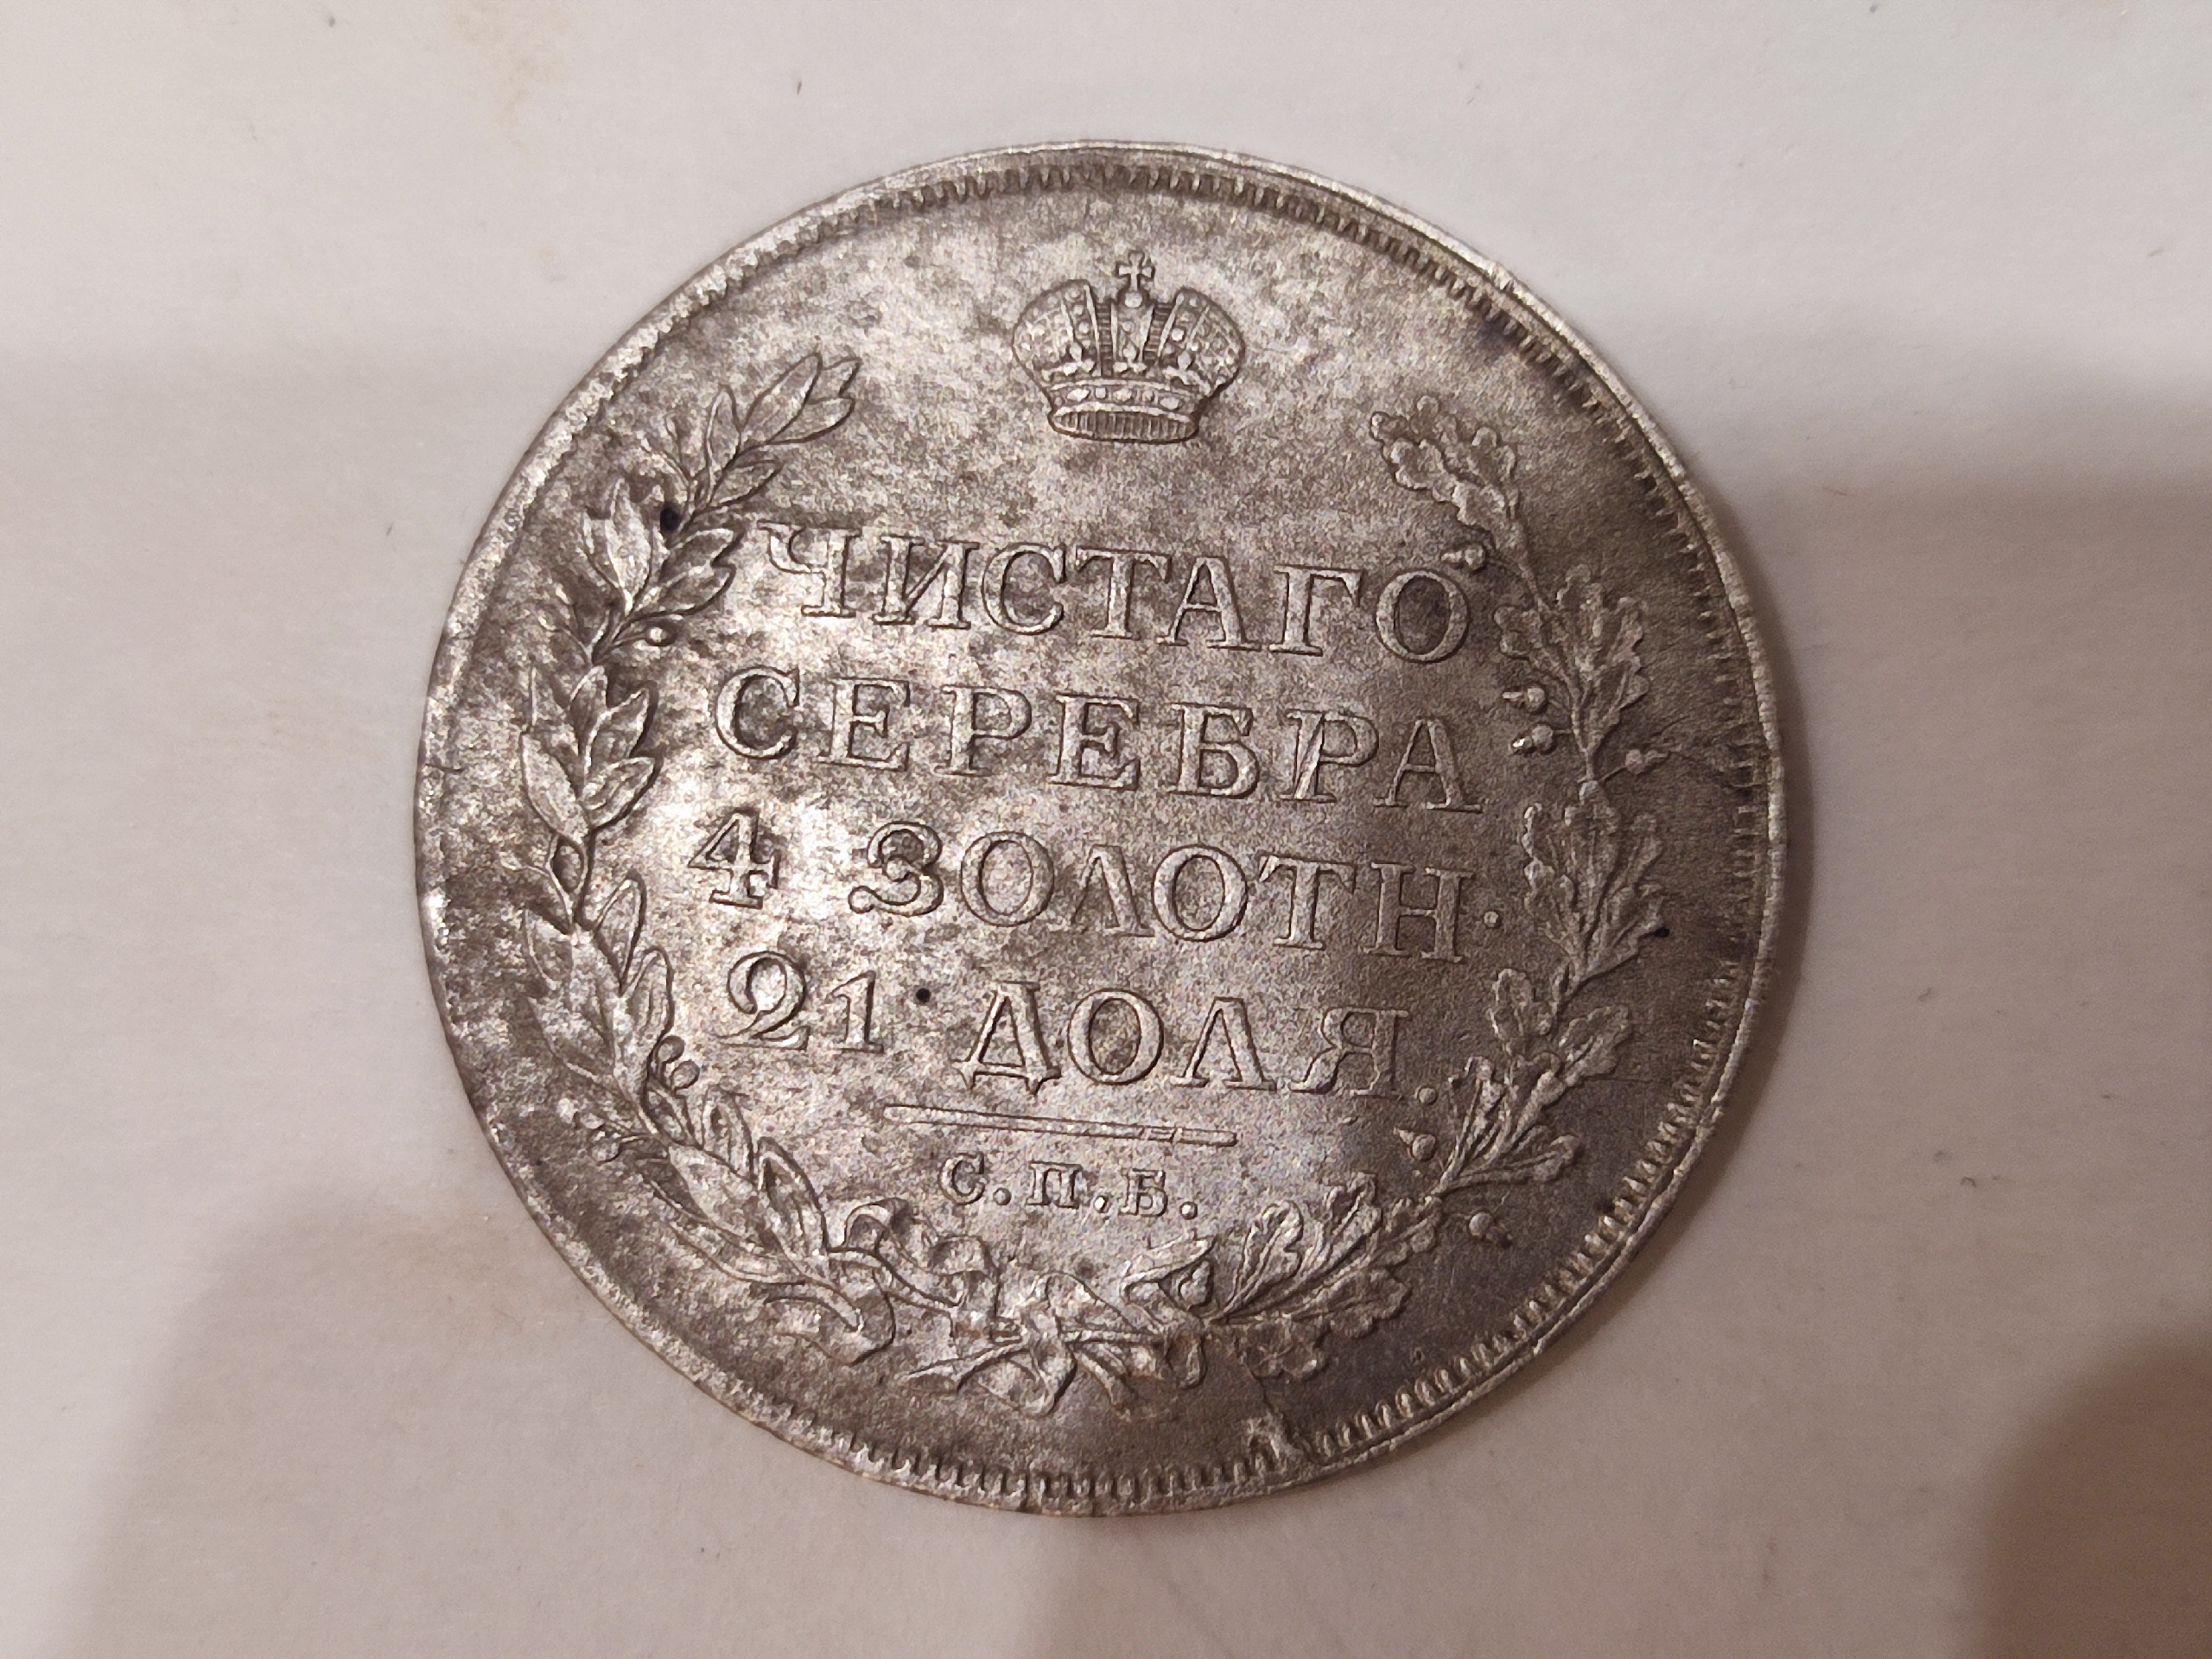 ЧИСТАГО
СЕРЕБРА
4 ЗОЛОТН.
21 ДОЛЯ.
С.П.Б.